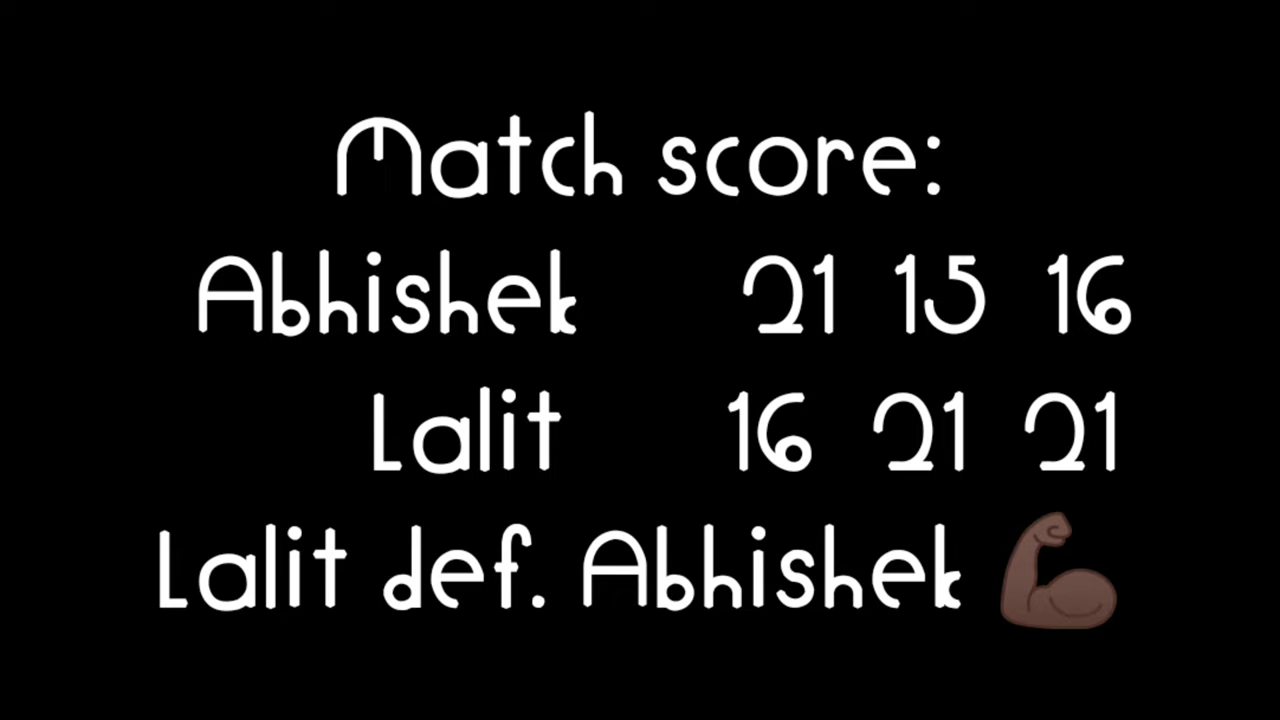 Match score:
Abhishek 21 15 16
Lalit 16 21 21
Lalit def. Abhishek 💪🏿